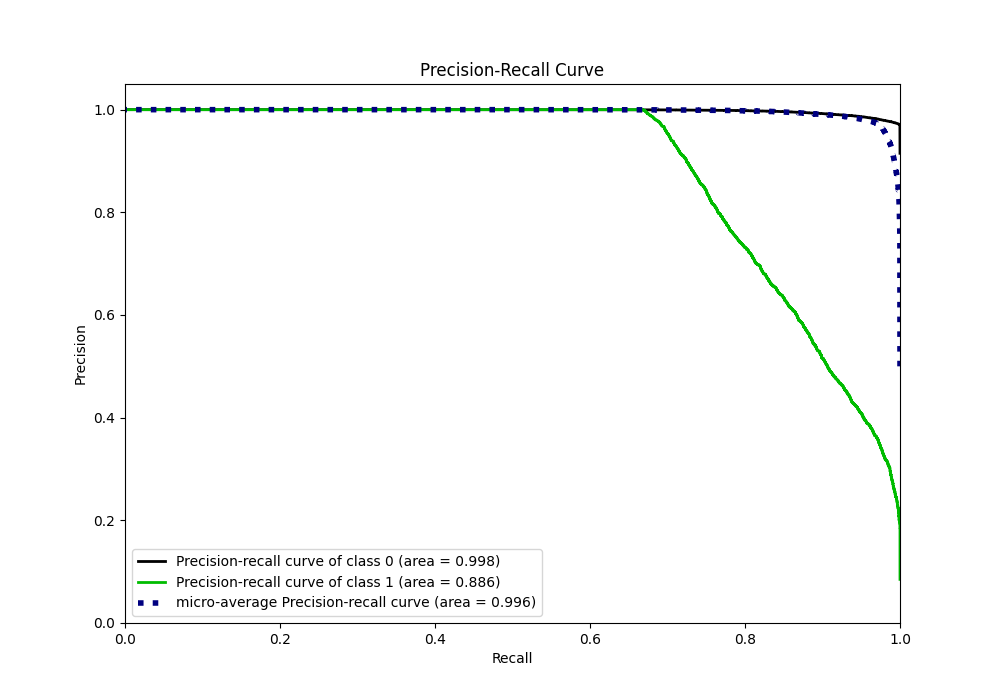 Precision-Recall Curve
1.0
0.8
0.6
0.4
0.2
0.0
Precision
Precision-recall curve of class 0 (area = 0.998)
Precision-recall curve of class 1 (area = 0.886)
micro-average Precision-recall curve (area = 0.996)
0.0 0.2 0.4 0.6 0.8 1.0
Recall